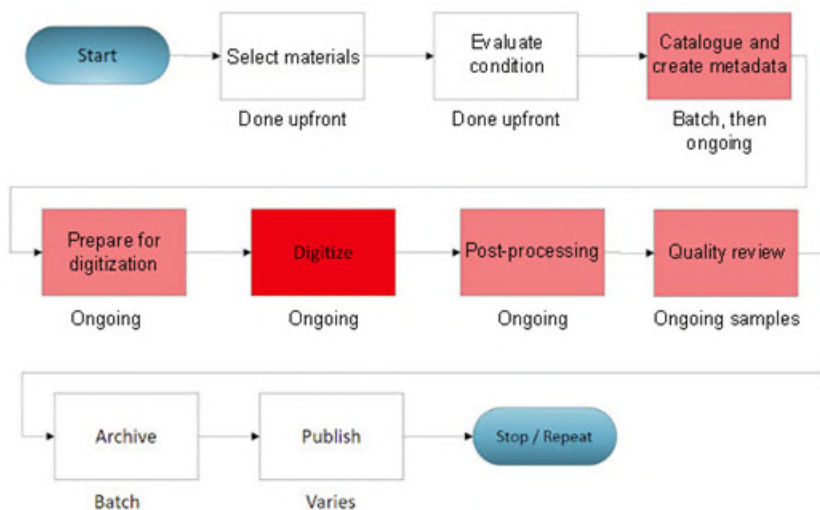 Start
Select materials
Done upfront
Evaluate
condition
Done upfront
Catalogue and
create metadata
Batch, then
ongoing
Prepare for
digitization
Ongoing
Digitize
Ongoing
Post-processing
Ongoing
Quality review
Ongoing samples
Archive
Batch
Publish
Varies
Stop / Repeat